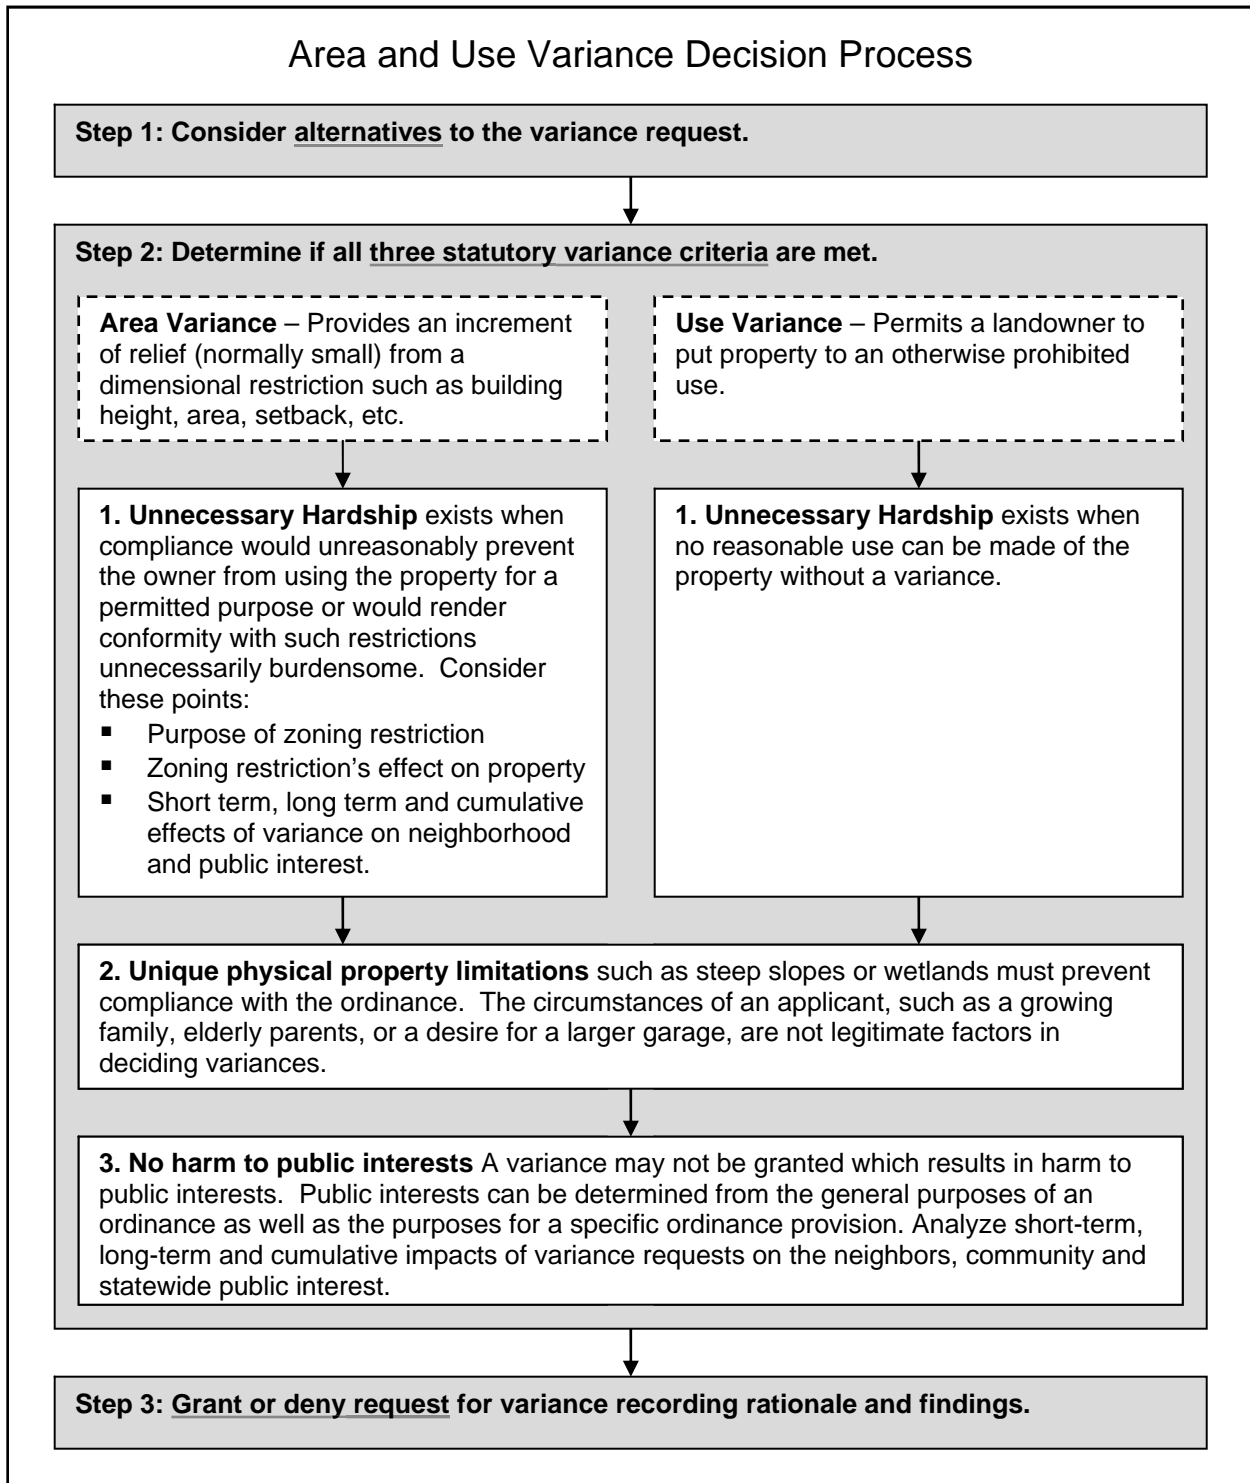 Area and Use Variance Decision Process
Step 1: Consider alternatives to the variance request.
Step 2: Determine if all three statutory variance criteria are met.
Area Variance – Provides an increment
of relief (normally small) from a
dimensional restriction such as building
height, area, setback, etc.
Use Variance – Permits a landowner to
put property to an otherwise prohibited
use.
1. Unnecessary Hardship exists when
compliance would unreasonably prevent
the owner from using the property for a
permitted purpose or would render
conformity with such restrictions
unnecessarily burdensome.  Consider
these points:
▪ Purpose of zoning restriction
▪ Zoning restriction’s effect on property
▪ Short term, long term and cumulative
effects of variance on neighborhood
and public interest.
1. Unnecessary Hardship exists when
no reasonable use can be made of the
property without a variance.
2. Unique physical property limitations such as steep slopes or wetlands must prevent
compliance with the ordinance.  The circumstances of an applicant, such as a growing
family, elderly parents, or a desire for a larger garage, are not legitimate factors in
deciding variances.
3. No harm to public interests A variance may not be granted which results in harm to
public interests.  Public interests can be determined from the general purposes of an
ordinance as well as the purposes for a specific ordinance provision. Analyze short-term,
long-term and cumulative impacts of variance requests on the neighbors, community and
statewide public interest.
Step 3: Grant or deny request for variance recording rationale and findings.